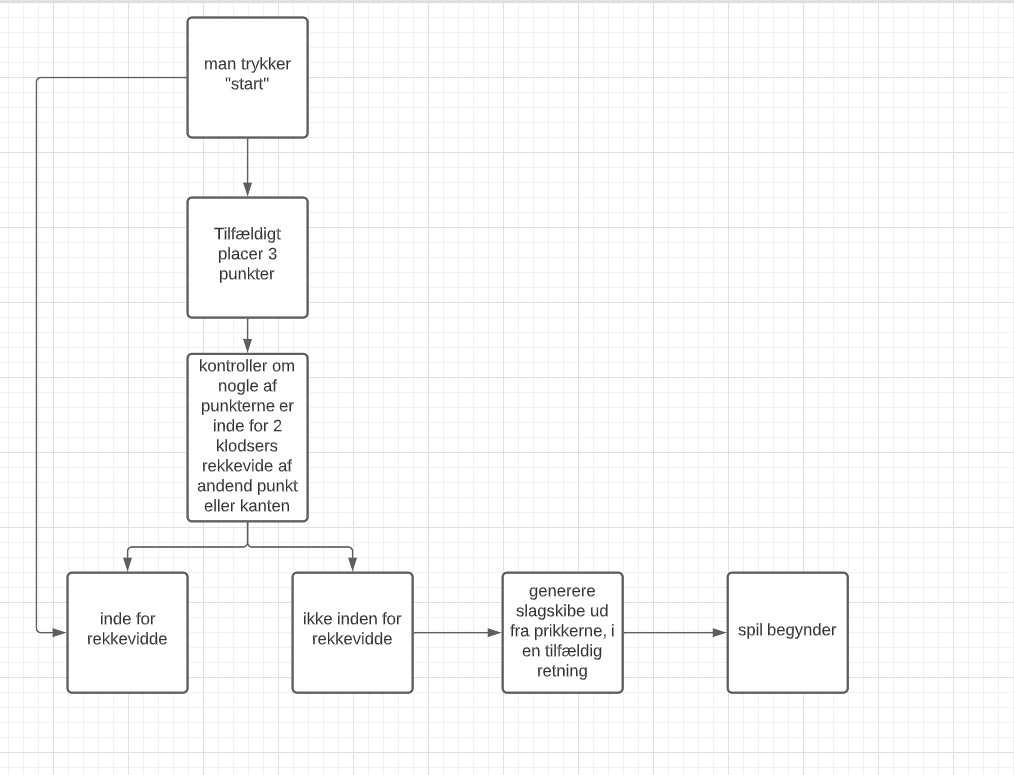 man trykker
"start"
Tilfældigt
placer 3
punkter
kontroller om
nogle af
punkterne er
inde for 2
klodsers
rekkevide af
andend punkt
eller kanten
inde for
rekkevidde
ikke inden for
rekkevidde
generere
slagskibe ud
fra prikkerne, i
en tilfældig
retning
spil begynder